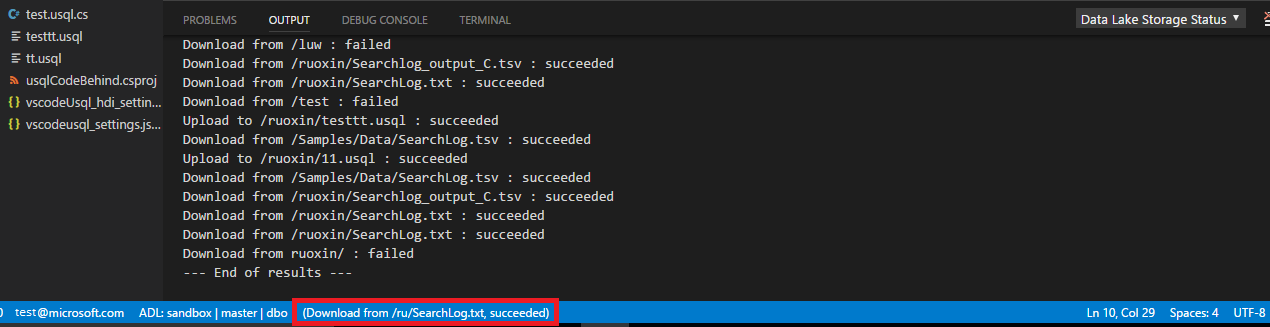 test.usql.cs
testtt.usql
tt.usql
usqlCodeBehind.csproj
vscodeUsql_hdi_settin...
vscodeusql_settings.js...
PROBLEMS OUTPUT DEBUG CONSOLE TERMINAL Data Lake Storage Status
Download from /luw : failed
Download from /ruoxin/Searchlog_output_C.tsv : succeeded
Download from /ruoxin/SearchLog.txt : succeeded
Download from /test : failed
Upload to /ruoxin/testtt.usql : succeeded
Download from /Samples/Data/SearchLog.tsv : succeeded
Upload to /ruoxin/11.usql : succeeded
Download from /Samples/Data/SearchLog.tsv : succeeded
Download from /ruoxin/Searchlog_output_C.tsv : succeeded
Download from /ruoxin/SearchLog.txt : succeeded
Download from /ruoxin/SearchLog.txt : succeeded
Download from ruoxin/ : failed
--- End of results ---
0 test@microsoft.com ADL: sandbox | master | dbo (Download from /ru/SearchLog.txt, succeeded) Ln 10, Col 29 Spaces: 4 UTF-8